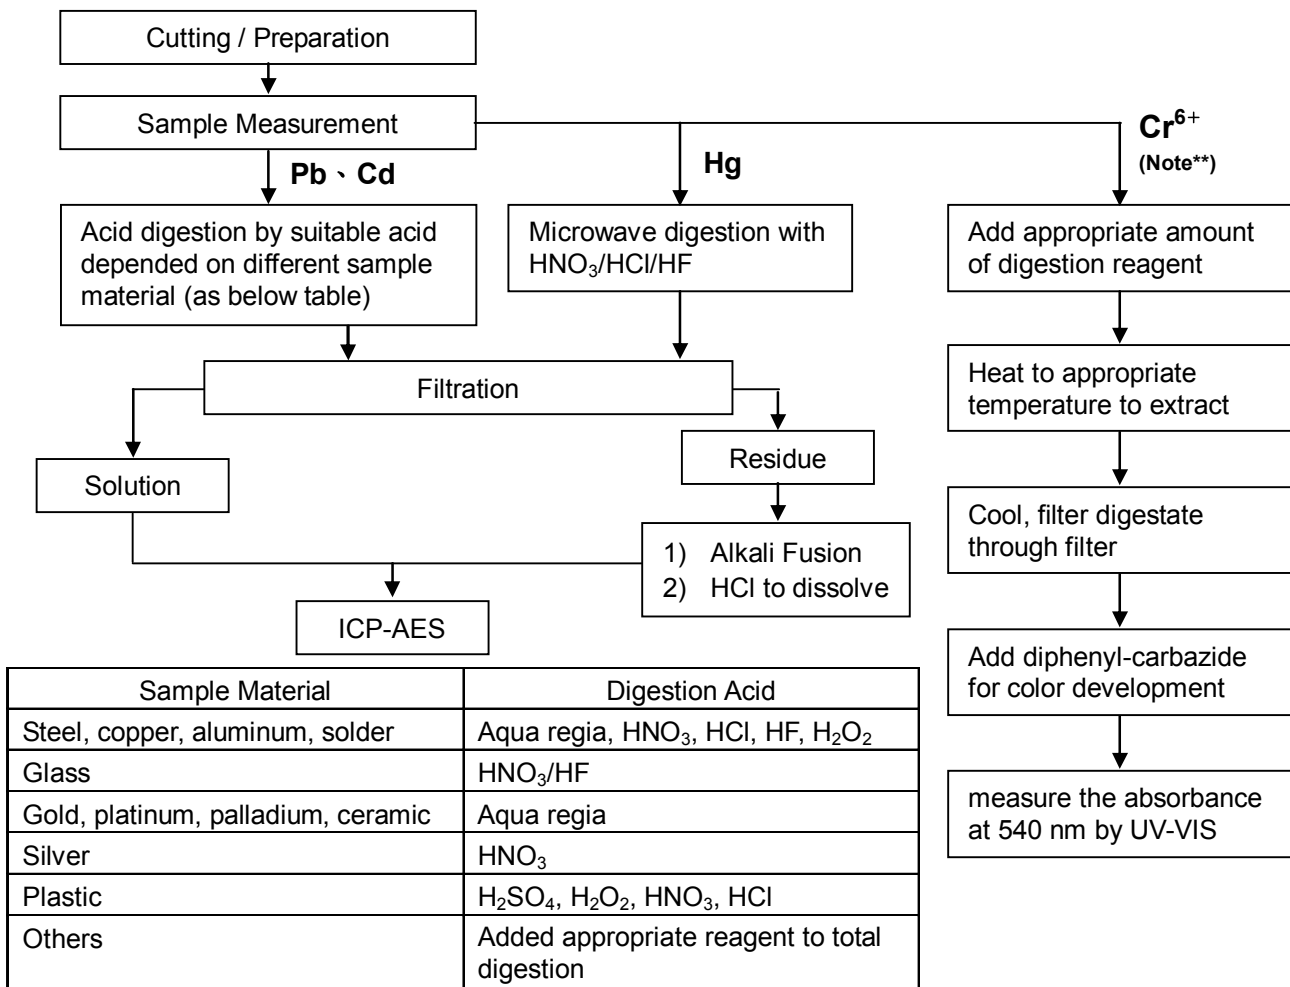 Cutting / Preparation
Sample Measurement
Pb、Cd
Hg
Cr⁶⁺
(Note**)
Acid digestion by suitable acid
depended on different sample
material (as below table)
Microwave digestion with
HNO₃/HCl/HF
Add appropriate amount
of digestion reagent
Filtration
Heat to appropriate
temperature to extract
Solution
Residue
1) Alkali Fusion
2) HCl to dissolve
Cool, filter digestate
through filter
ICP-AES
Add diphenyl-carbazide
for color development
measure the absorbance
at 540 nm by UV-VIS
Sample Material Digestion Acid
Steel, copper, aluminum, solder Aqua regia, HNO₃, HCl, HF, H₂O₂
Glass HNO₃/HF
Gold, platinum, palladium, ceramic Aqua regia
Silver HNO₃
Plastic H₂SO₄, H₂O₂, HNO₃, HCl
Others Added appropriate reagent to total
digestion